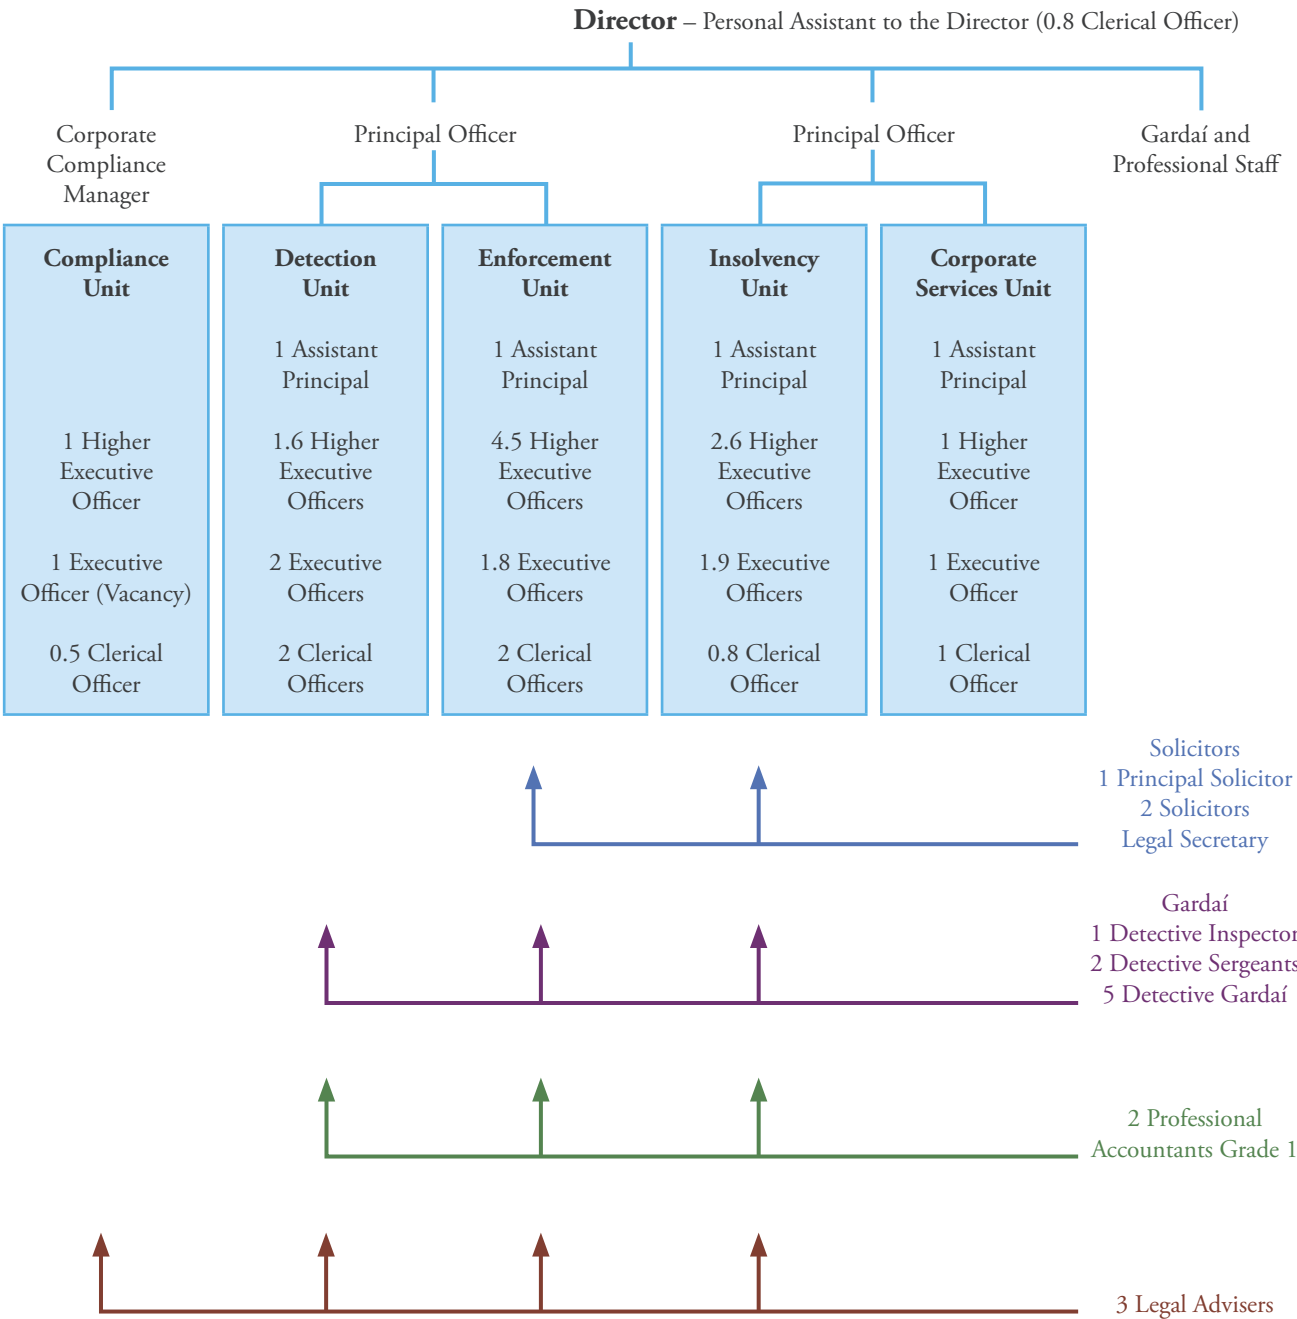 Director – Personal Assistant to the Director (0.8 Clerical Officer)
Corporate
Compliance
Manager
Principal Officer
Principal Officer
Gardaí and
Professional Staff
Compliance
Unit
1 Higher
Executive
Officer
1 Executive
Officer (Vacancy)
0.5 Clerical
Officer
Detection
Unit
1 Assistant
Principal
1.6 Higher
Executive
Officers
2 Executive
Officers
2 Clerical
Officers
Enforcement
Unit
1 Assistant
Principal
4.5 Higher
Executive
Officers
1.8 Executive
Officers
2 Clerical
Officers
Insolvency
Unit
1 Assistant
Principal
2.6 Higher
Executive
Officers
1.9 Executive
Officers
0.8 Clerical
Officer
Corporate
Services Unit
1 Assistant
Principal
1 Higher
Executive
Officer
1 Executive
Officer
1 Clerical
Officer
Solicitors
1 Principal Solicitor
2 Solicitors
Legal Secretary
Gardaí
1 Detective Inspector
2 Detective Sergeants
5 Detective Gardaí
2 Professional
Accountants Grade 1
3 Legal Advisers